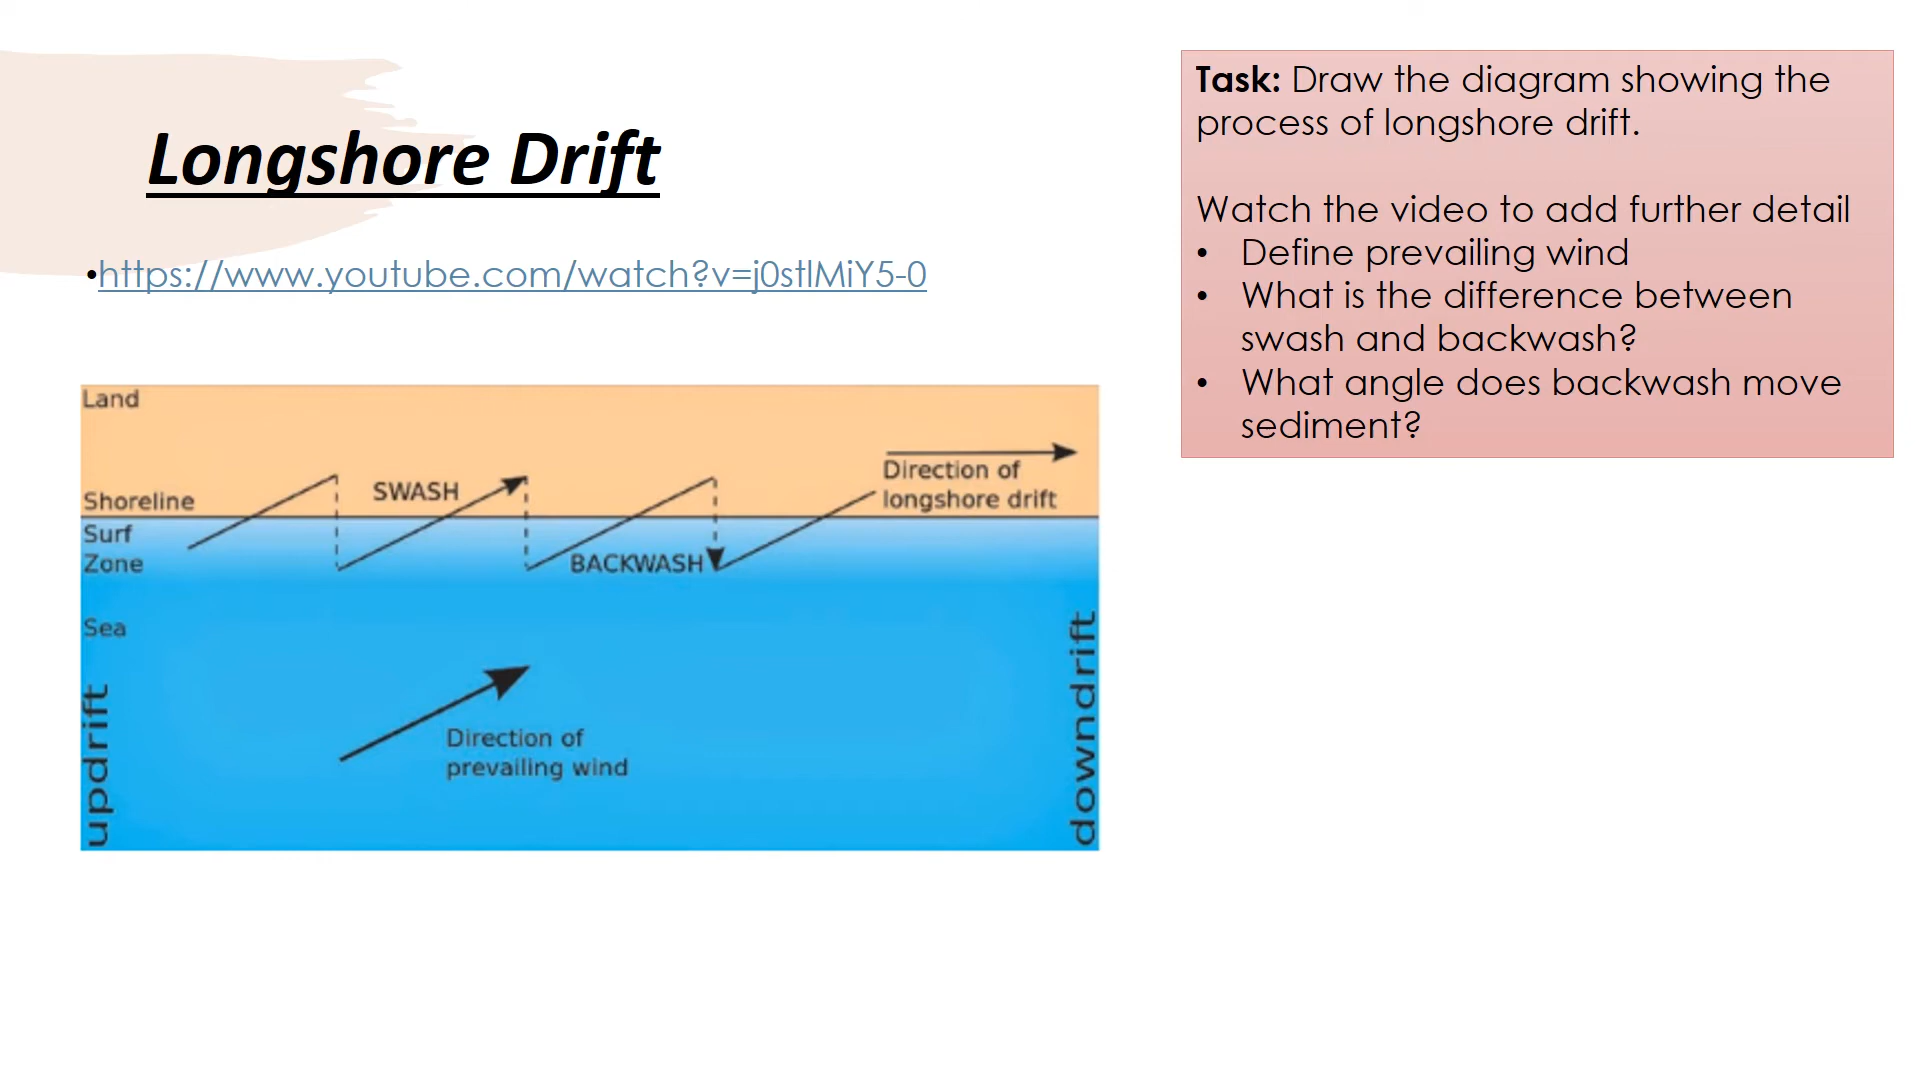 Longshore Drift
•https://www.youtube.com/watch?v=j0stlMiY5-0
Task: Draw the diagram showing the
process of longshore drift.
Watch the video to add further detail
• Define prevailing wind
• What is the difference between
swash and backwash?
• What angle does backwash move
sediment?
Land
Direction of
longshore drift
SWASH
Shoreline
Surf
Zone
BACKWASH
Sea
Direction of
prevailing wind
updrift
downdrift